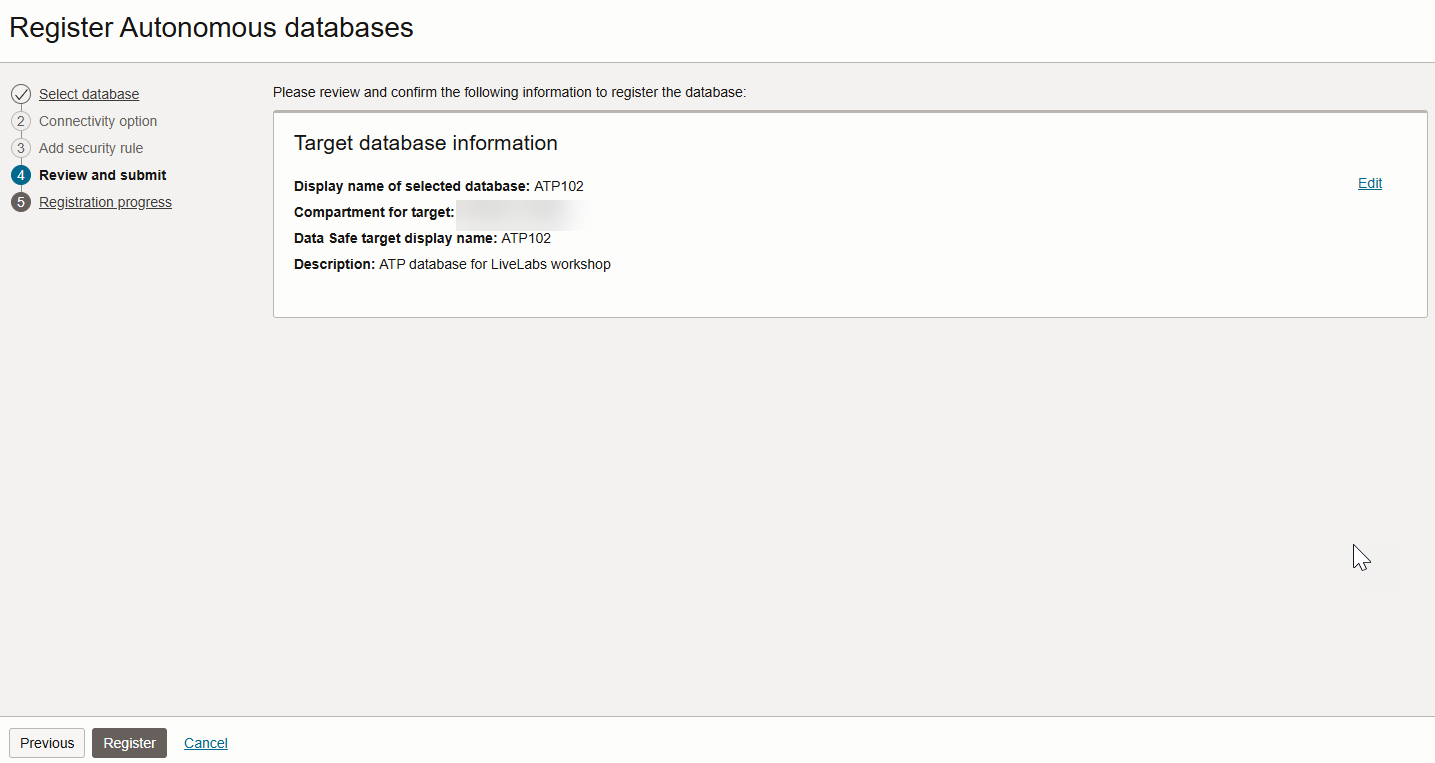 Register Autonomous databases
Select database
2 Connectivity option
3 Add security rule
4 Review and submit
5 Registration progress
Please review and confirm the following information to register the database:
Target database information
Display name of selected database: ATP102
Edit
Compartment for target:
Data Safe target display name: ATP102
Description: ATP database for LiveLabs workshop
Previous Register Cancel